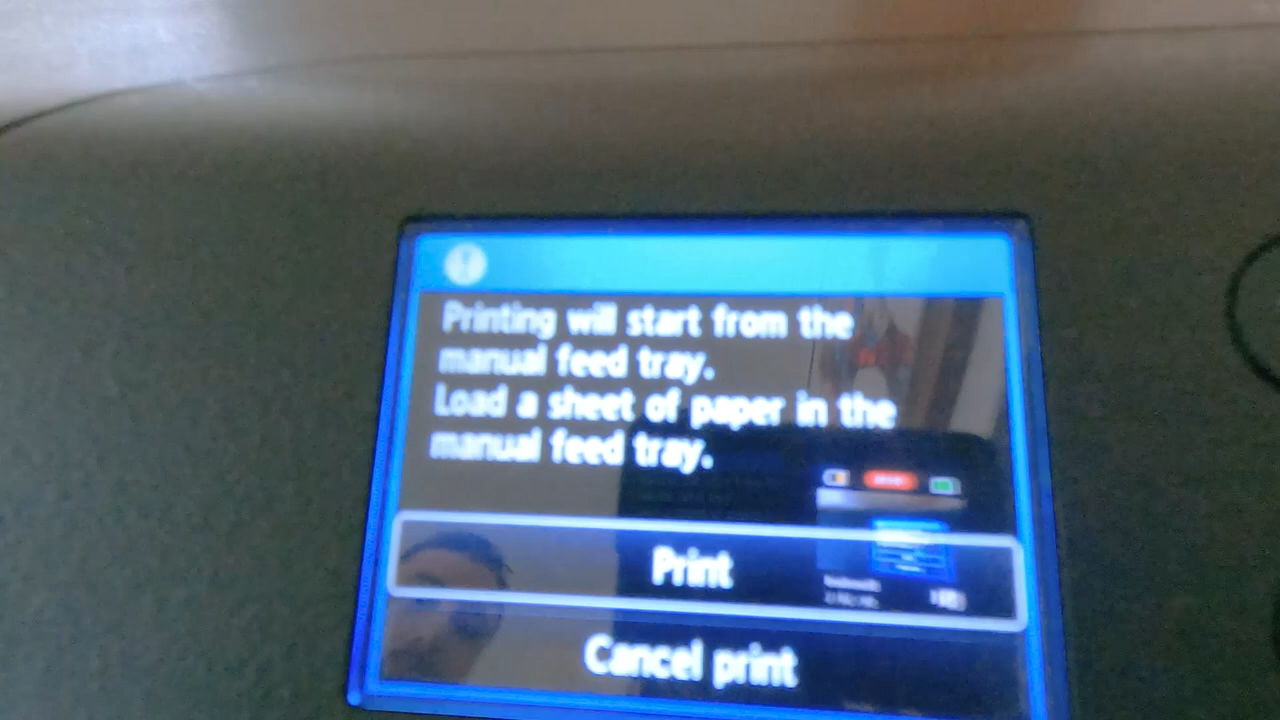 Printing will start from the
manual feed tray.
Load a sheet of paper in the
manual feed tray.
Print
Cancel print